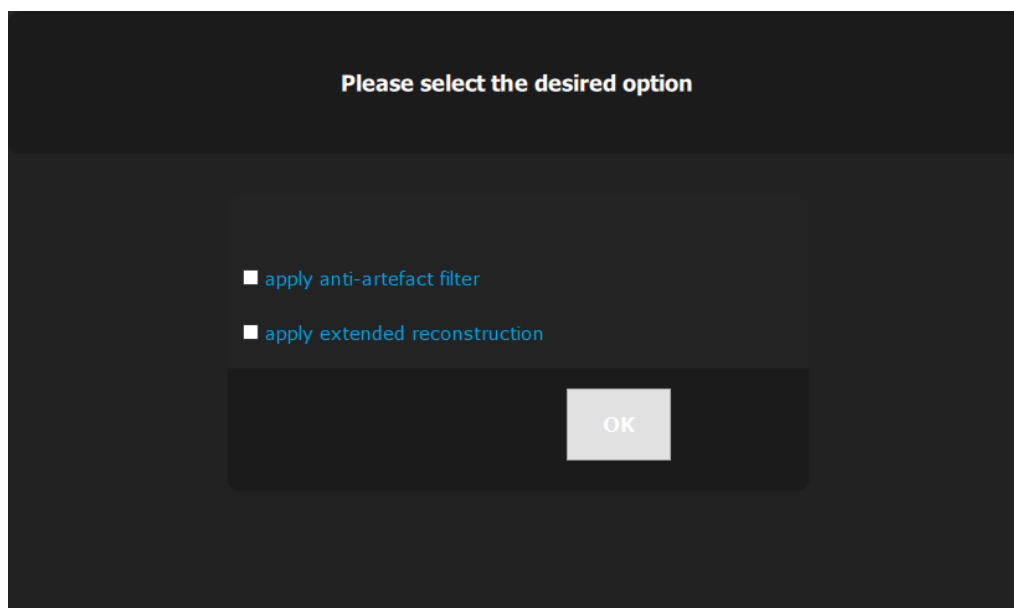 Please select the desired option
apply anti-artefact filter
apply extended reconstruction
OK